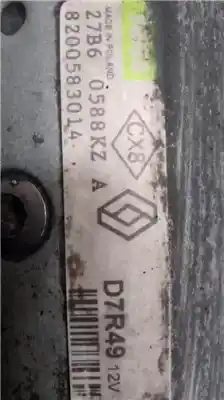 MADE IN POLAND
27B6 0588KZ A
8200583014
CX8
D7R49
12V